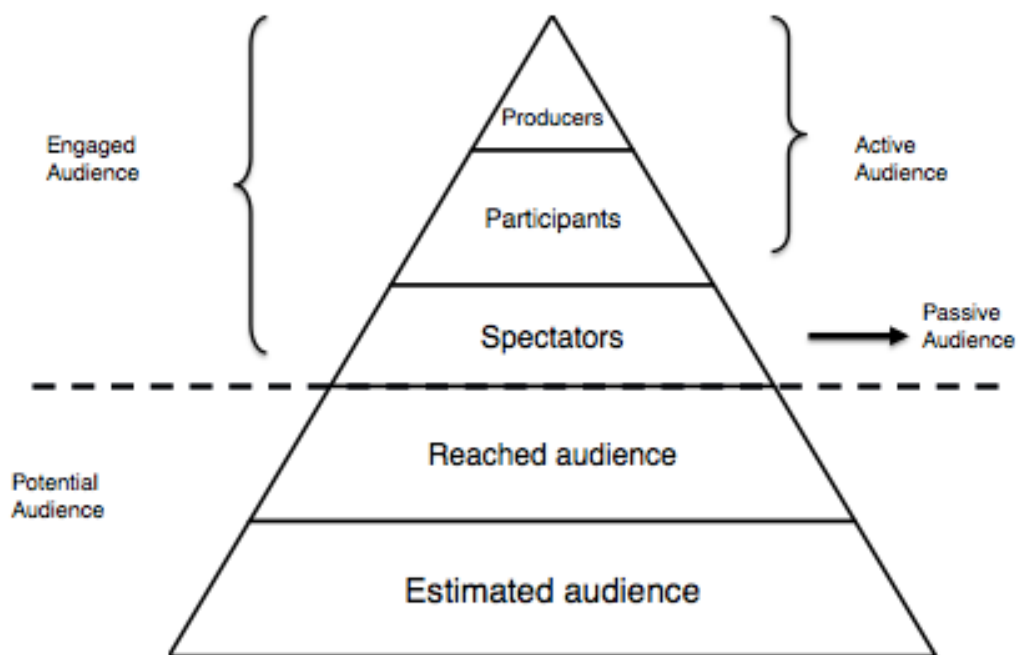 Producers
Engaged
Audience
Active
Audience
Participants
Spectators
Passive
Audience
Reached audience
Potential
Audience
Estimated audience